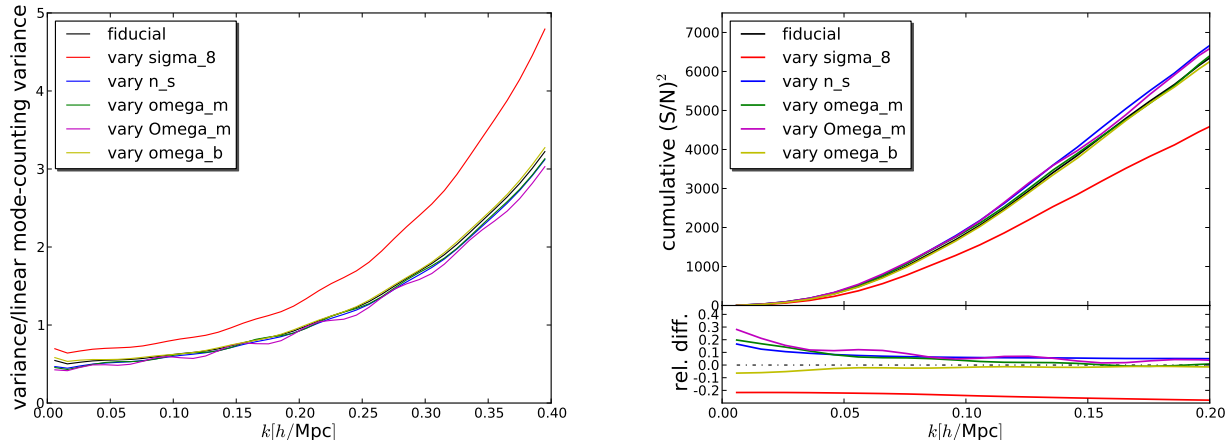 variance/linear mode-counting variance
5
4
3
2
1
0
fiducial
vary sigma_8
vary n_s
vary omega_m
vary Omega_m
vary omega_b
0.00 0.05 0.10 0.15 0.20 0.25 0.30 0.35 0.40
k[h/Mpc]
cumulative (S/N)²
7000
6000
5000
4000
3000
2000
1000
0
fiducial
vary sigma_8
vary n_s
vary omega_m
vary Omega_m
vary omega_b
rel. diff.
0.4
0.3
0.2
0.1
0.0
-0.1
-0.2
0.00 0.05 0.10 0.15 0.20
k[h/Mpc]